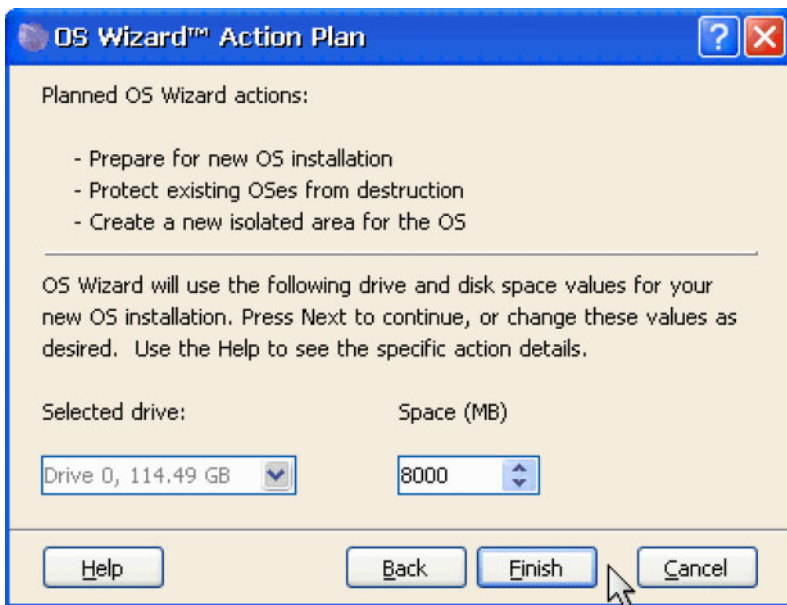 OS Wizard™ Action Plan
Planned OS Wizard actions:
- Prepare for new OS installation
- Protect existing OSes from destruction
- Create a new isolated area for the OS
OS Wizard will use the following drive and disk space values for your
new OS installation. Press Next to continue, or change these values as
desired. Use the Help to see the specific action details.
Selected drive: Space (MB)
Drive 0, 114.49 GB 8000
Help Back Finish Cancel